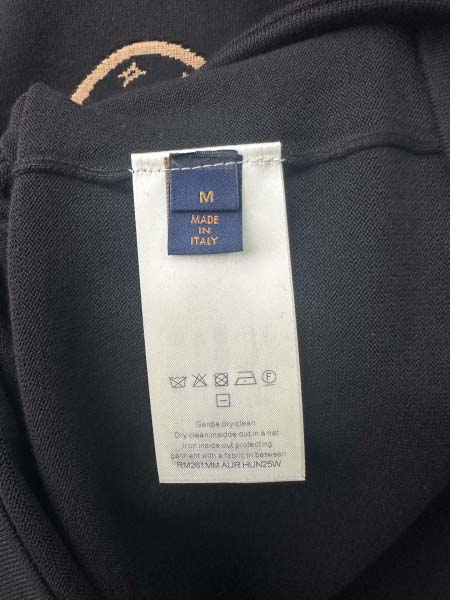 M
MADE
IN
ITALY
F
Gentle dry clean
Dry clean insidde out in a net
Iron inside out protecting
garment with a fabric in between
RM261MM AUR HUN25W